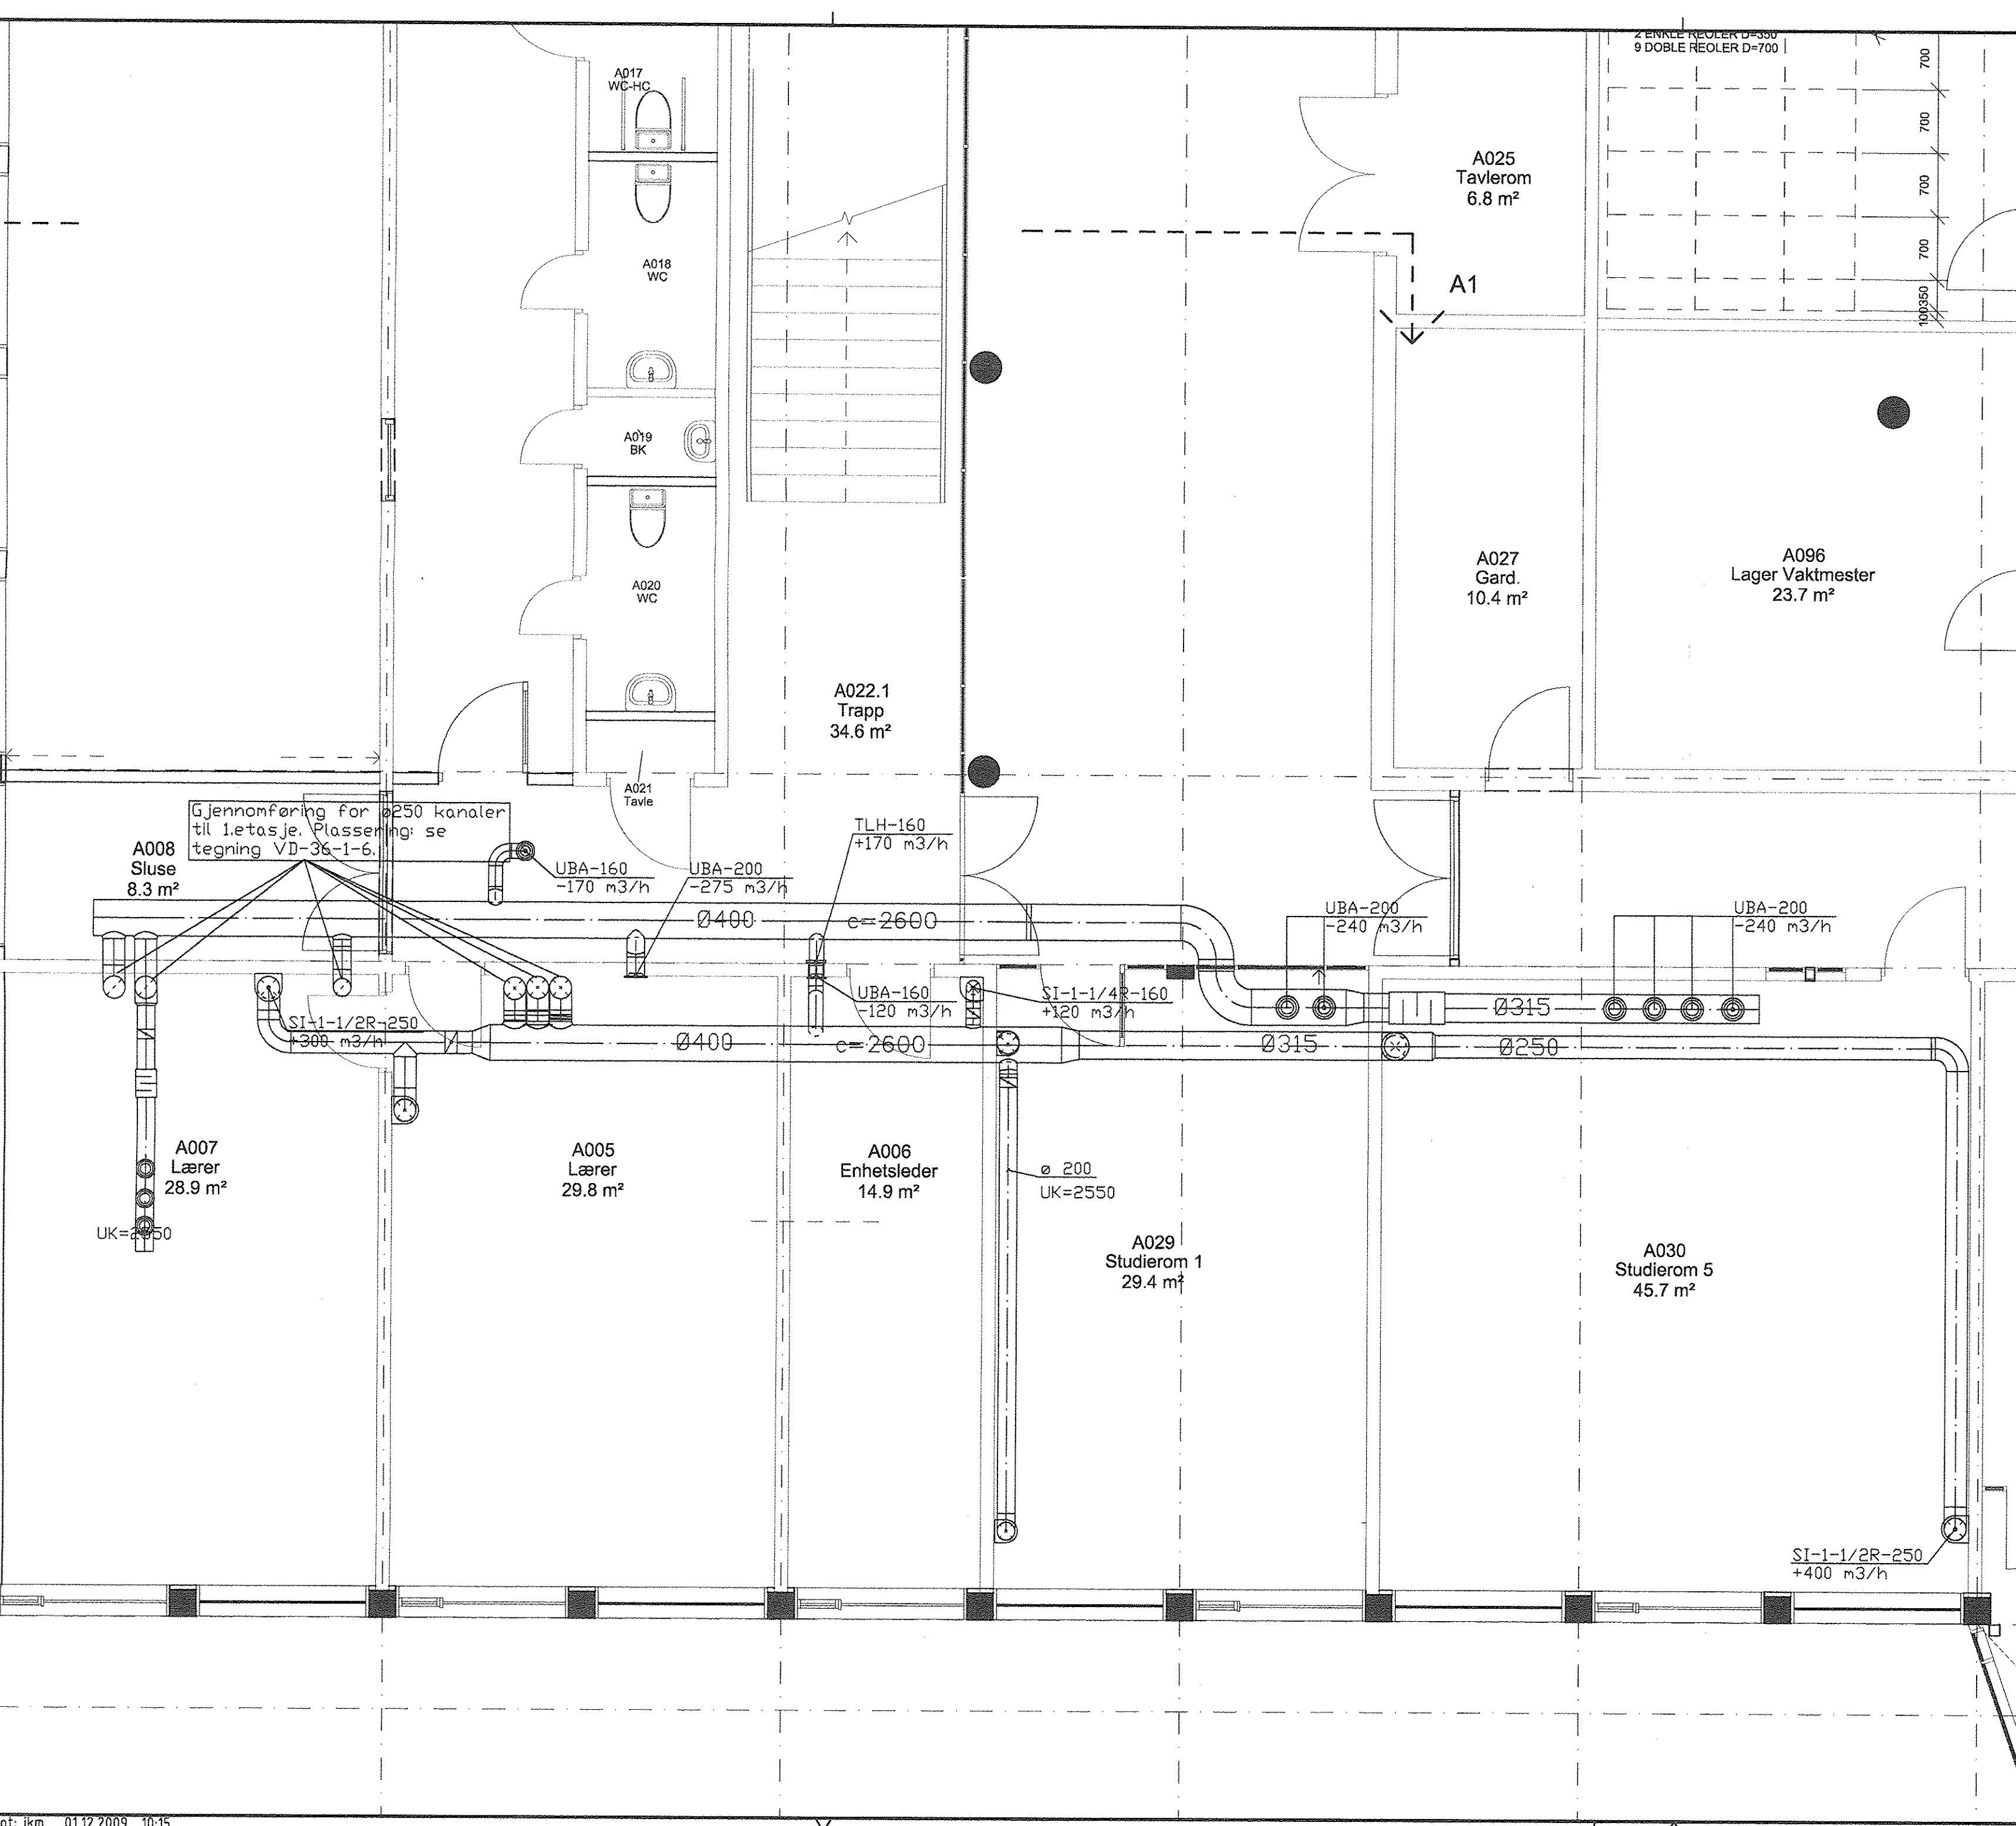 2 ENKLE REOLER D=350
9 DOBLE REOLER D=700
700
700
700
700
350
100
A017
WC-HC
A018
WC
A019
BK
A020
WC
A021
Tavle
A022.1
Trapp
34.6 m²
A025
Tavlerom
6.8 m²
A1
A027
Gard.
10.4 m²
A096
Lager Vaktmester
23.7 m²
Gjennomføring for ø250 kanaler
til 1.etasje. Plassering: se
tegning VD-36-1-6.
A008
Sluse
8.3 m²
UBA-160
-170 m3/h
UBA-200
-275 m3/h
TLH-160
+170 m3/h
UBA-200
-240 m3/h
UBA-200
-240 m3/h
Ø400
c=2600
UBA-160
-120 m3/h
SI-1-1/4R-160
+120 m3/h
Ø315
SI-1-1/2R-250
+300 m3/h
Ø400
c=2600
Ø315
Ø250
A007
Lærer
28.9 m²
A005
Lærer
29.8 m²
A006
Enhetsleder
14.9 m²
ø 200
UK=2550
UK=2550
A029
Studierom 1
29.4 m²
A030
Studierom 5
45.7 m²
SI-1-1/2R-250
+400 m3/h
01.12.2009 10:15